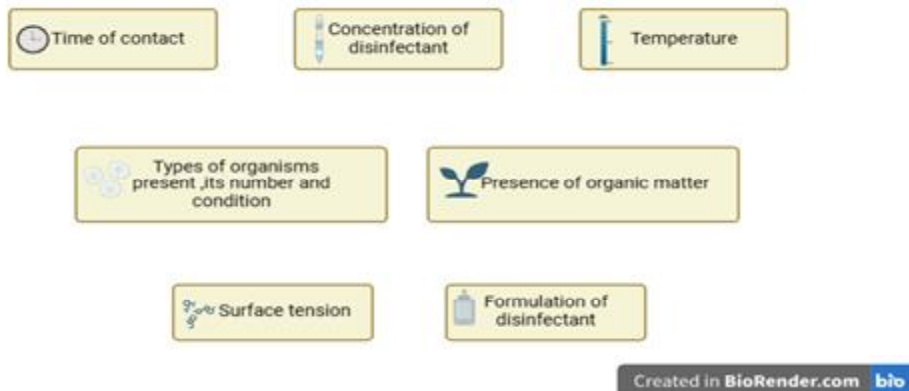 Time of contact
Concentration of
disinfectant
Temperature
Types of organisms
present ,its number and
condition
Presence of organic matter
Surface tension
Formulation of
disinfectant
Created in BioRender.com bio